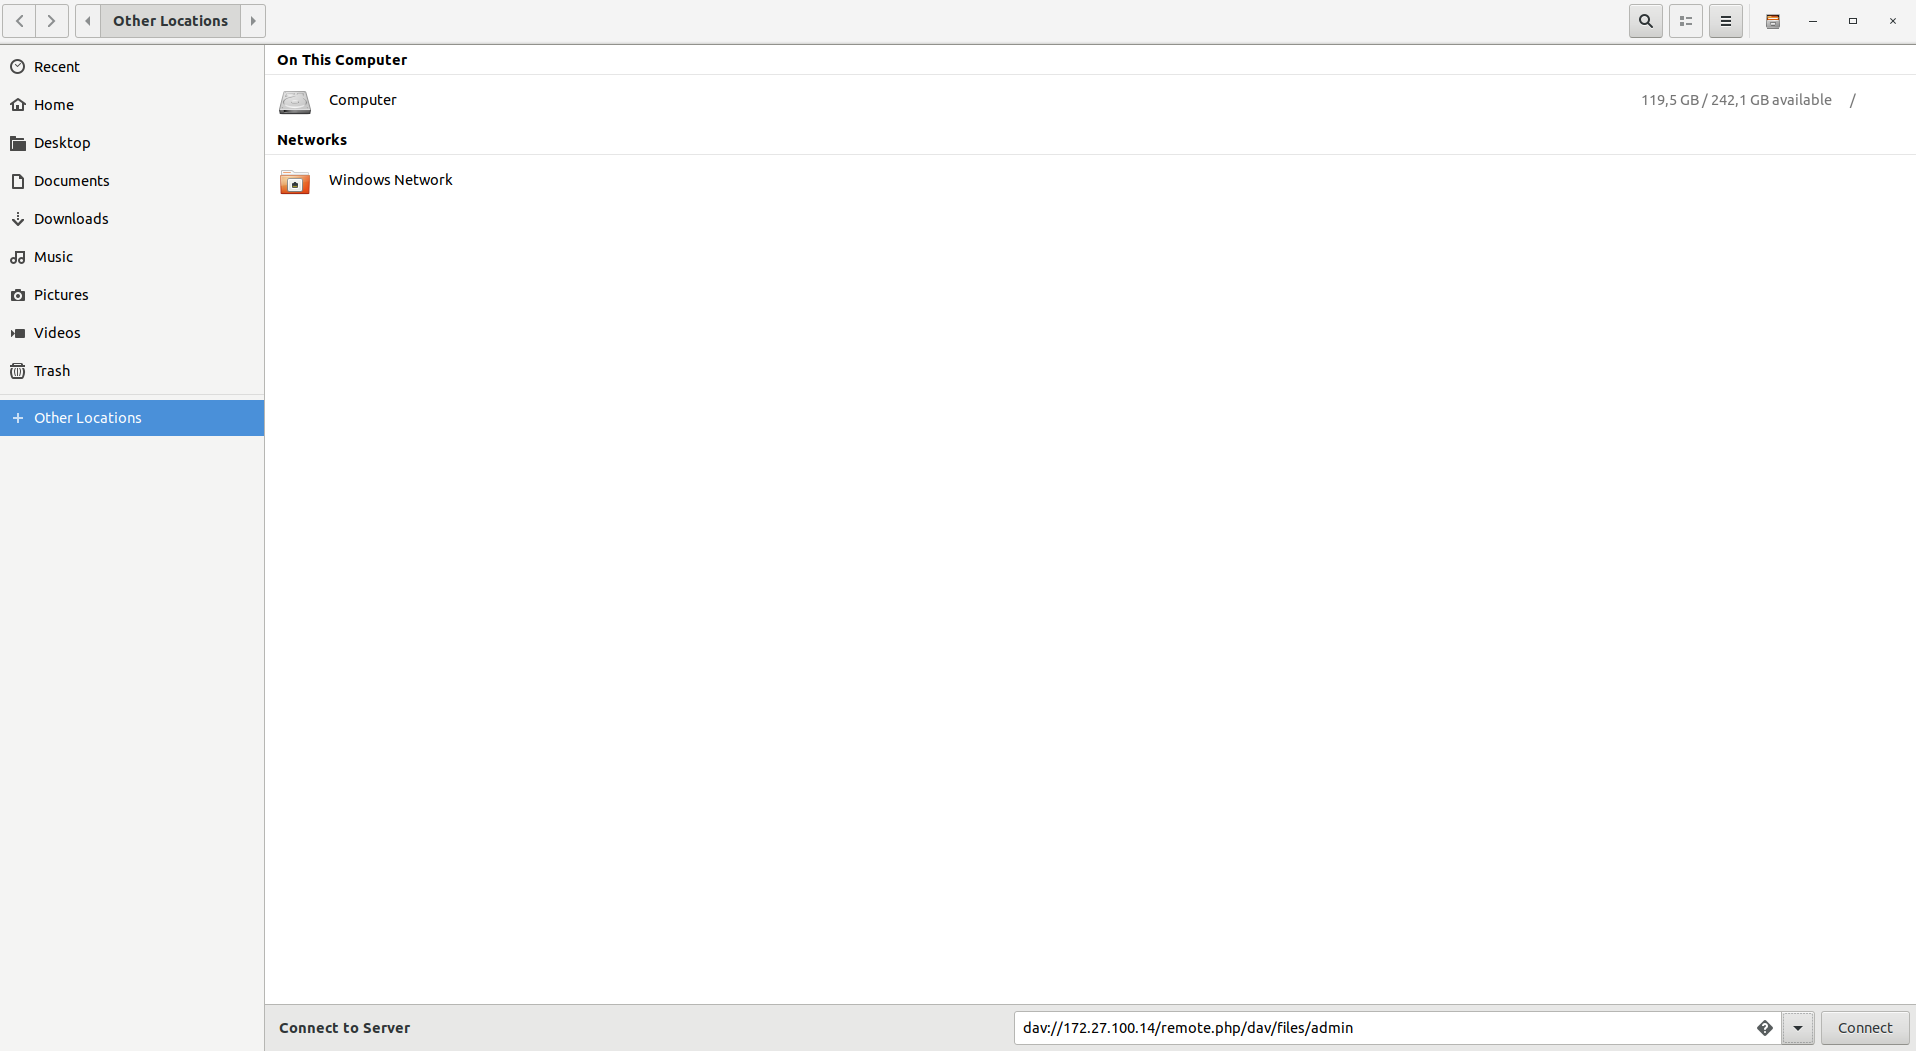 Other Locations
Recent
Home
Desktop
Documents
Downloads
Music
Pictures
Videos
Trash
Other Locations
On This Computer
Computer 119,5 GB / 242,1 GB available /
Networks
Windows Network
Connect to Server dav://172.27.100.14/remote.php/dav/files/admin Connect